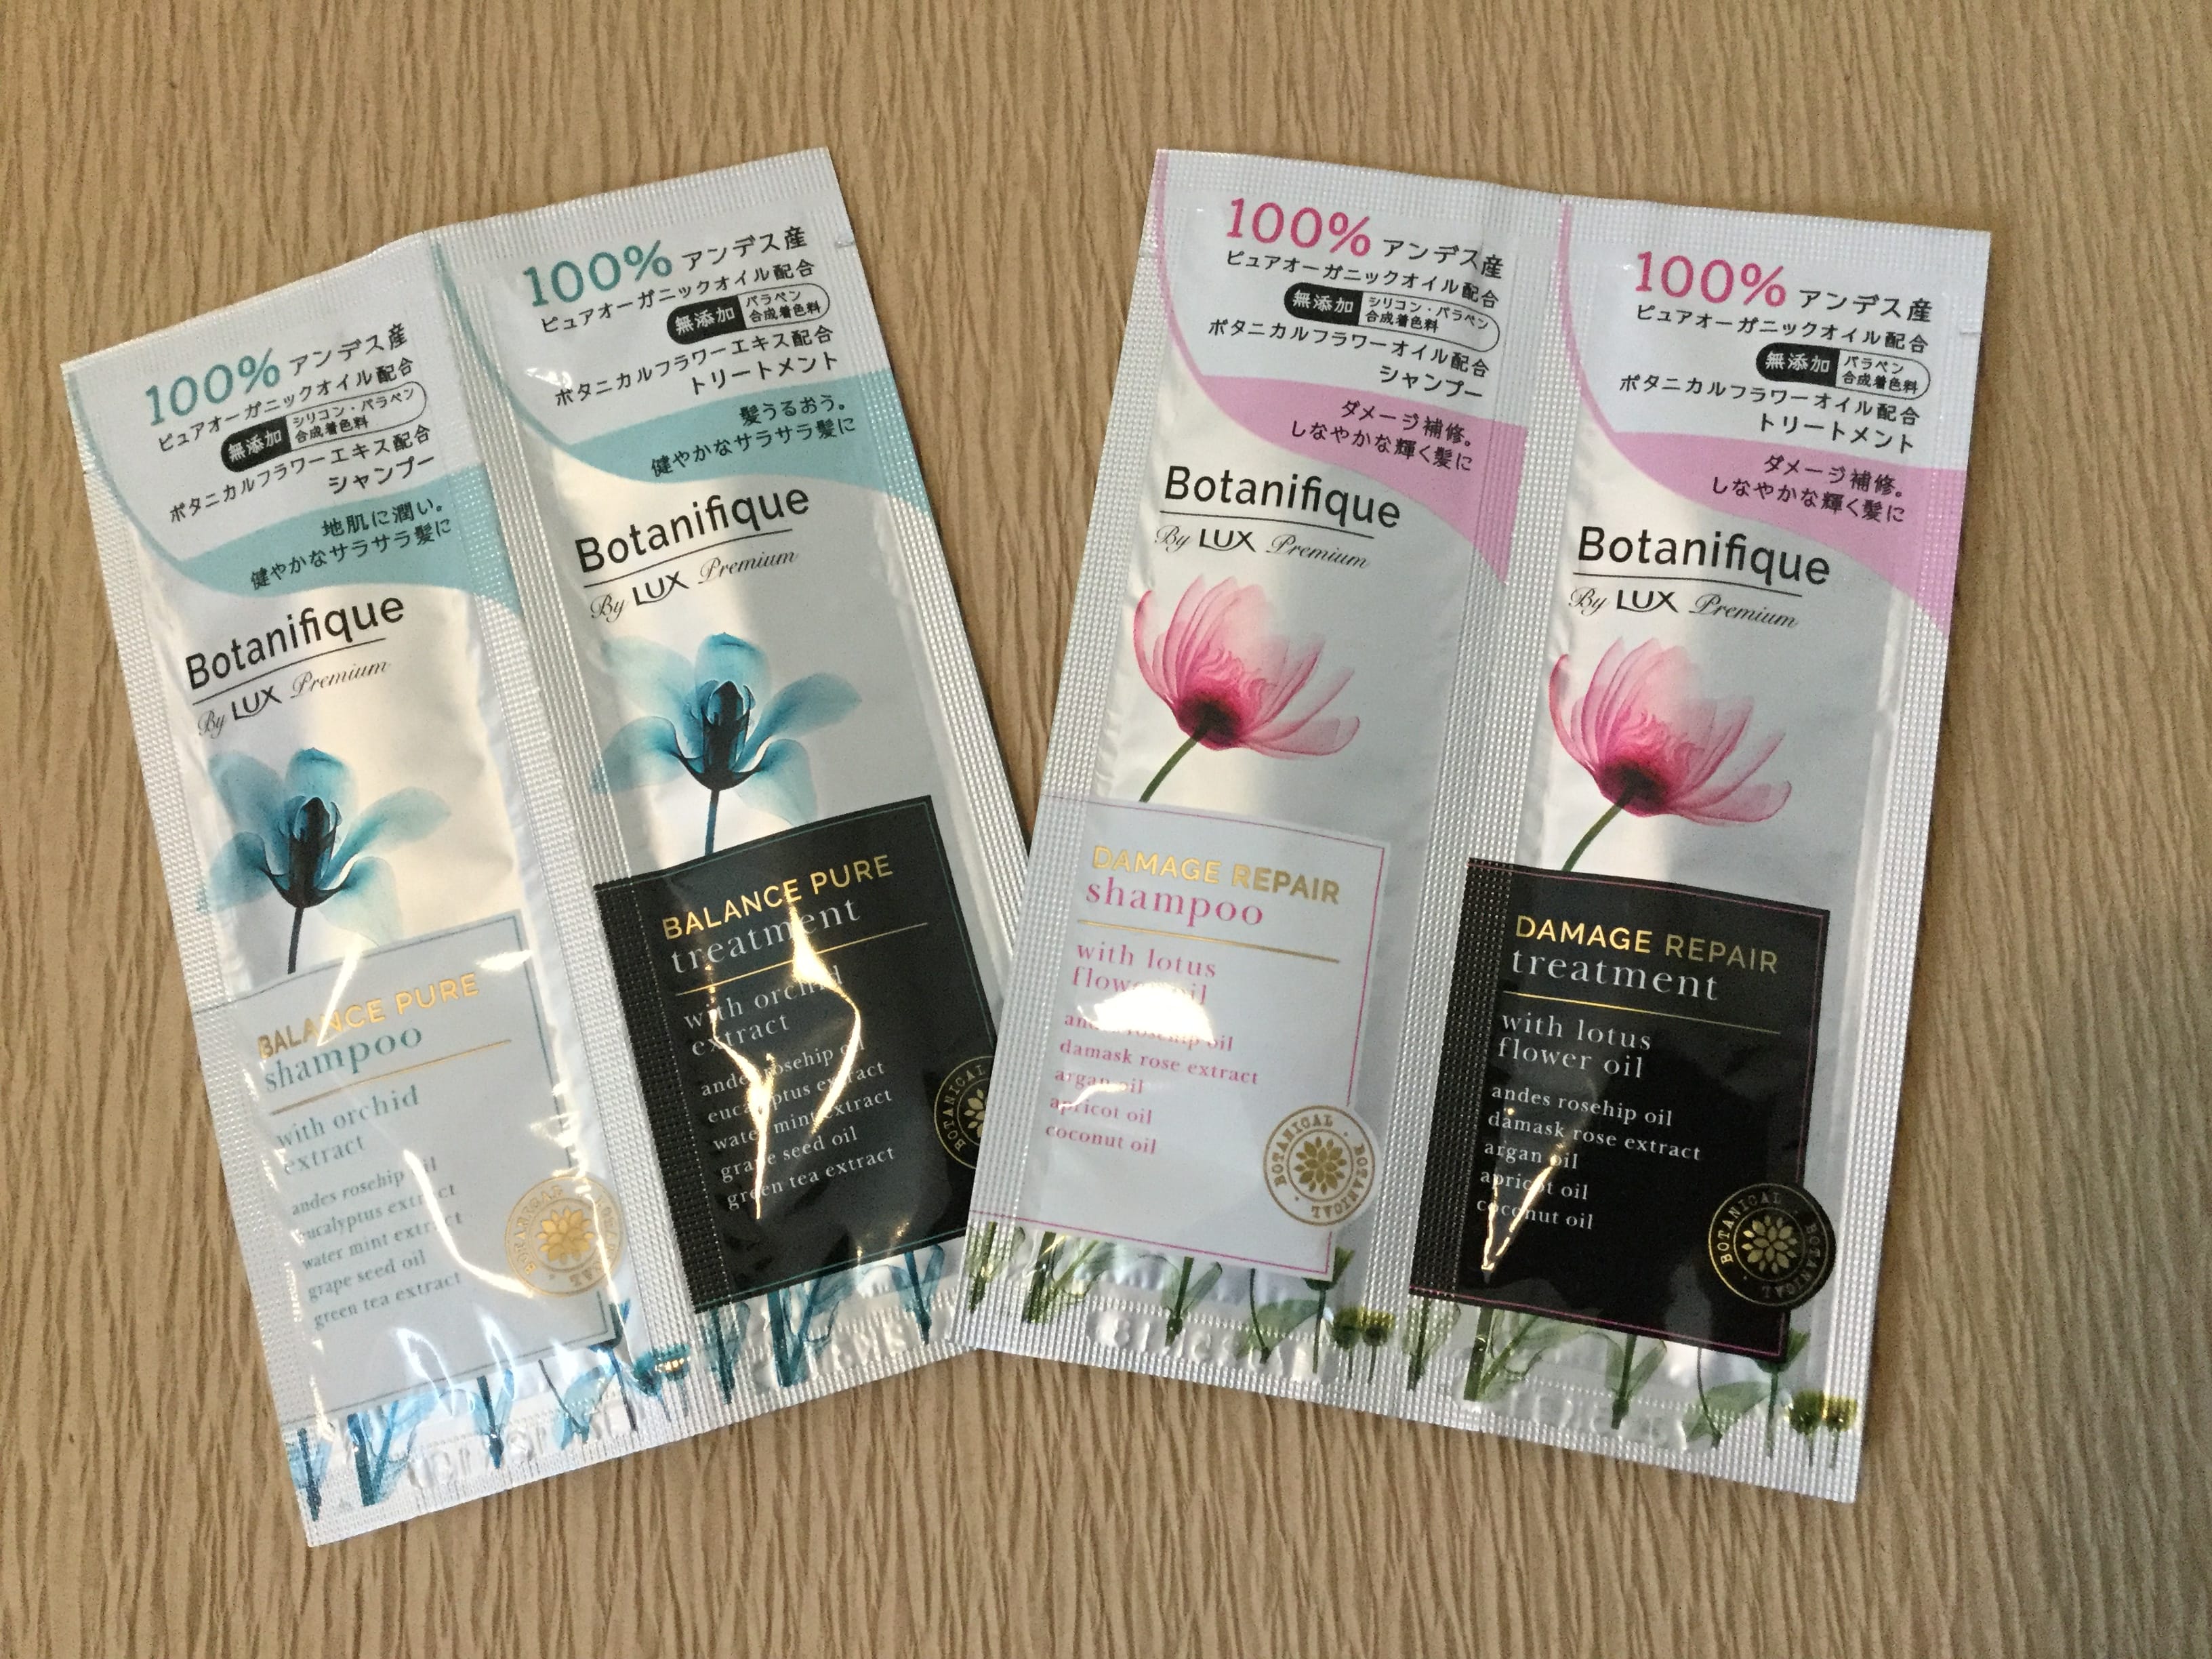 100% アンデス産
ピュアオーガニックオイル配合
無添加 シリコン・パラベン
合成着色料
ボタニカルフラワーエキス配合
シャンプー
地肌に潤い。
健やかなサラサラ髪に
Botanifique
By LUX Premium
BALANCE PURE
shampoo
with orchid
extract
andes rosehip oil
eucalyptus extract
water mint extract
grape seed oil
green tea extract
100% アンデス産
ピュアオーガニックオイル配合
無添加 パラベン
合成着色料
ボタニカルフラワーエキス配合
トリートメント
髪うるおう。
健やかなサラサラ髪に
Botanifique
By LUX Premium
BALANCE PURE
treatment
with orchid
extract
andes rosehip oil
eucalyptus extract
water mint extract
grape seed oil
green tea extract
BOTANICAL
100% アンデス産
ピュアオーガニックオイル配合
無添加 シリコン・パラベン
合成着色料
ボタニカルフラワーオイル配合
シャンプー
ダメージ補修。
しなやかな輝く髪に
Botanifique
By LUX Premium
DAMAGE REPAIR
shampoo
with lotus
flower oil
andes rosehip oil
damask rose extract
argan oil
apricot oil
coconut oil
BOTANICAL · BOTANICAL ·
100% アンデス産
ピュアオーガニックオイル配合
無添加 パラベン
合成着色料
ボタニカルフラワーオイル配合
トリートメント
ダメージ補修。
しなやかな輝く髪に
Botanifique
By LUX Premium
DAMAGE REPAIR
treatment
with lotus
flower oil
andes rosehip oil
damask rose extract
argan oil
apricot oil
coconut oil
BOTANICAL · BOTANICAL ·